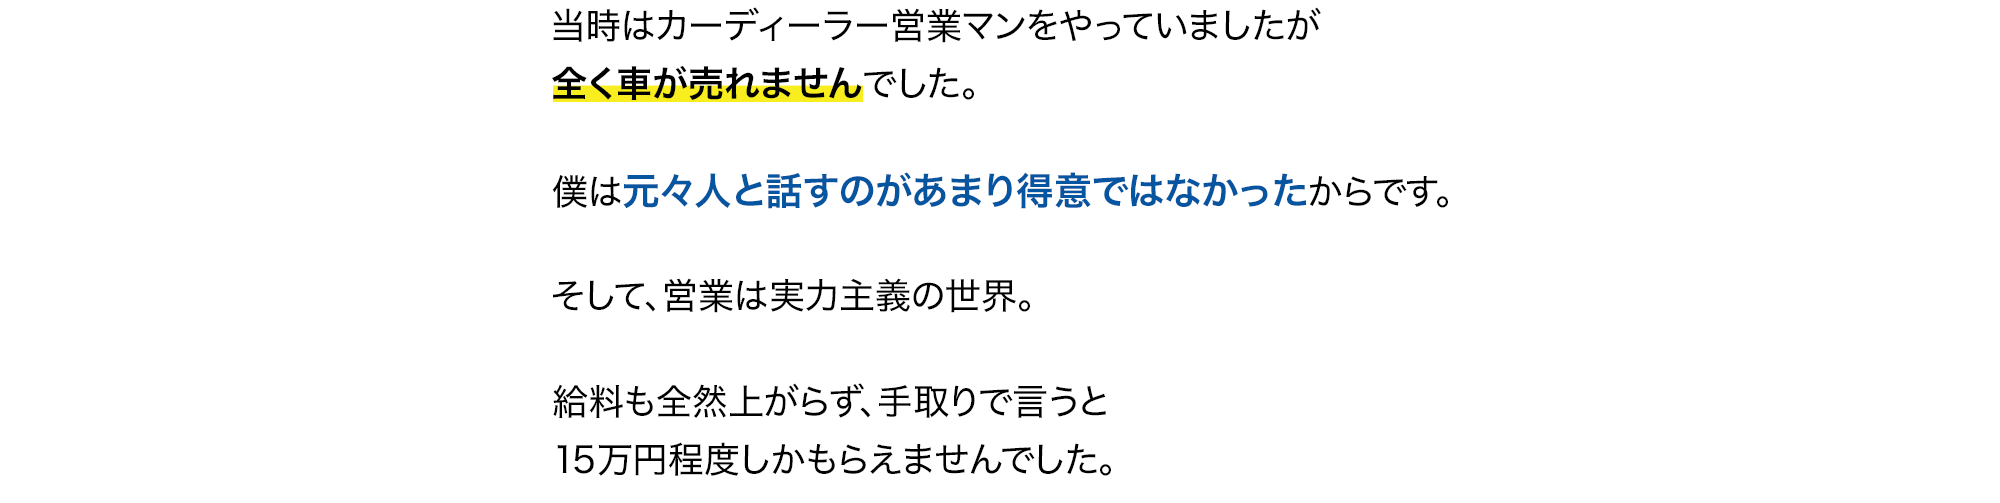 当時はカーディーラー営業マンをやっていましたが
全く車が売れませんでした。
僕は元々人と話すのがあまり得意ではなかったからです。
そして、営業は実力主義の世界。
給料も全然上がらず、手取りで言うと
15万円程度しかもらえませんでした。